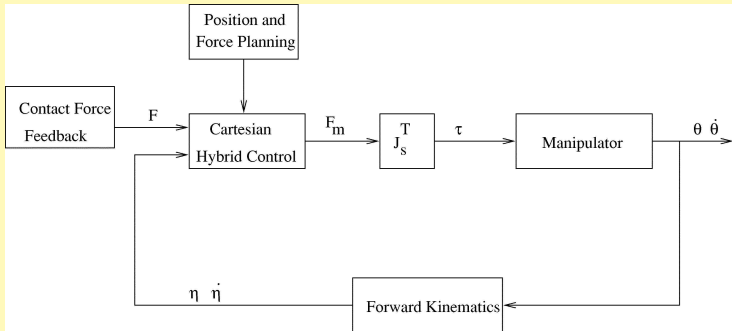 Position and
Force Planning
Contact Force
Feedback
F
Cartesian
Hybrid Control
F_m
J_s^T
τ
Manipulator
θ θ̇
η η̇
Forward Kinematics